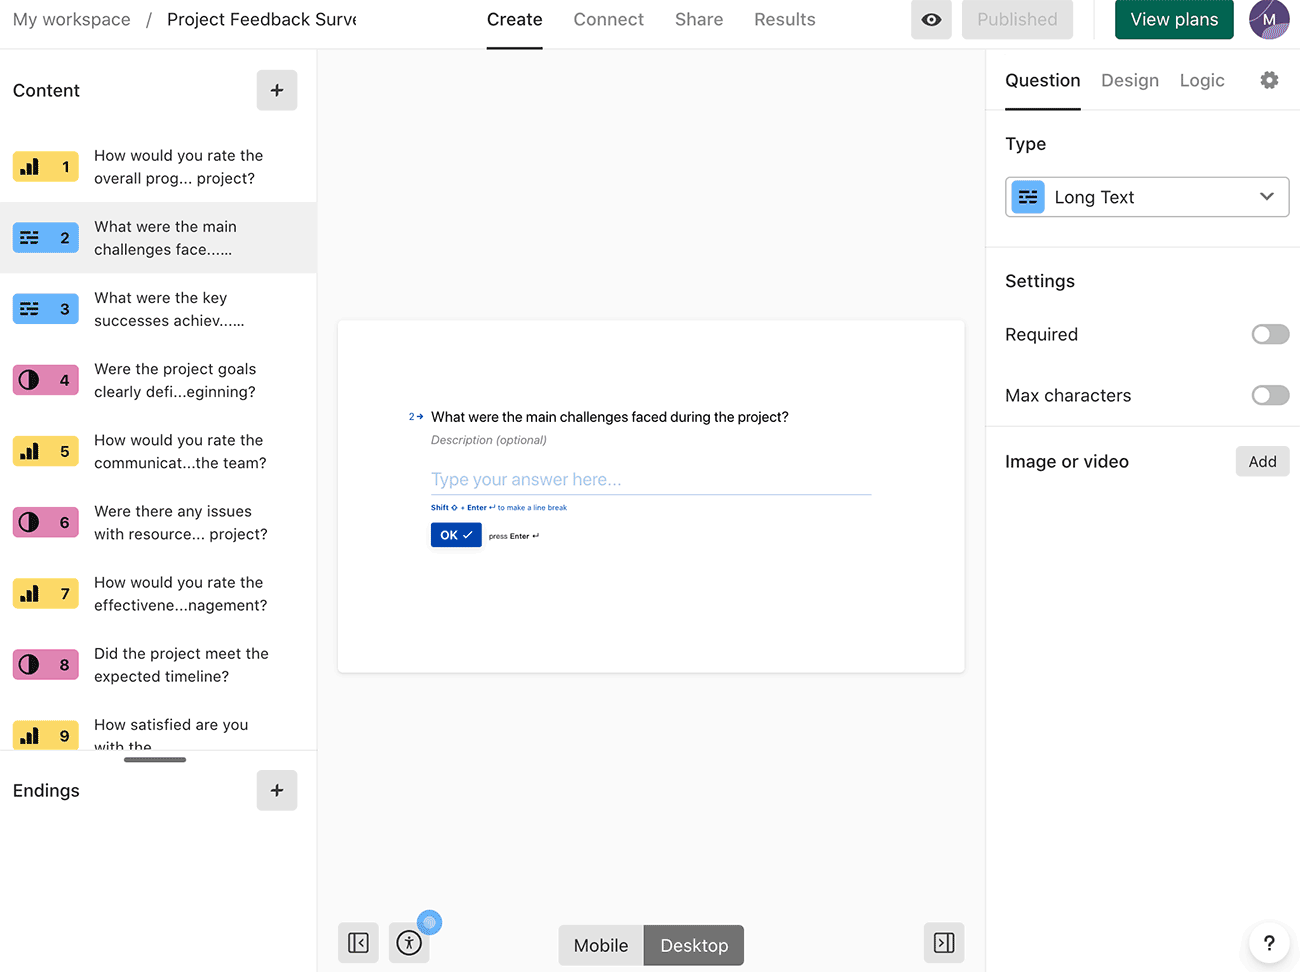 My workspace / Project Feedback Surve
Create Connect Share Results
Published
View plans
M
Content
+
1 How would you rate the
overall prog... project?
2 What were the main
challenges face......
3 What were the key
successes achiev......
4 Were the project goals
clearly defi...eginning?
5 How would you rate the
communicat...the team?
6 Were there any issues
with resource... project?
7 How would you rate the
effectivene...nagement?
8 Did the project meet the
expected timeline?
9 How satisfied are you
with the
Endings
+
2→ What were the main challenges faced during the project?
Description (optional)
Type your answer here...
Shift ⇧ + Enter ↵ to make a line break
OK ✓ press Enter ↵
Mobile Desktop
Question Design Logic
Type
Long Text
Settings
Required
Max characters
Image or video Add
?